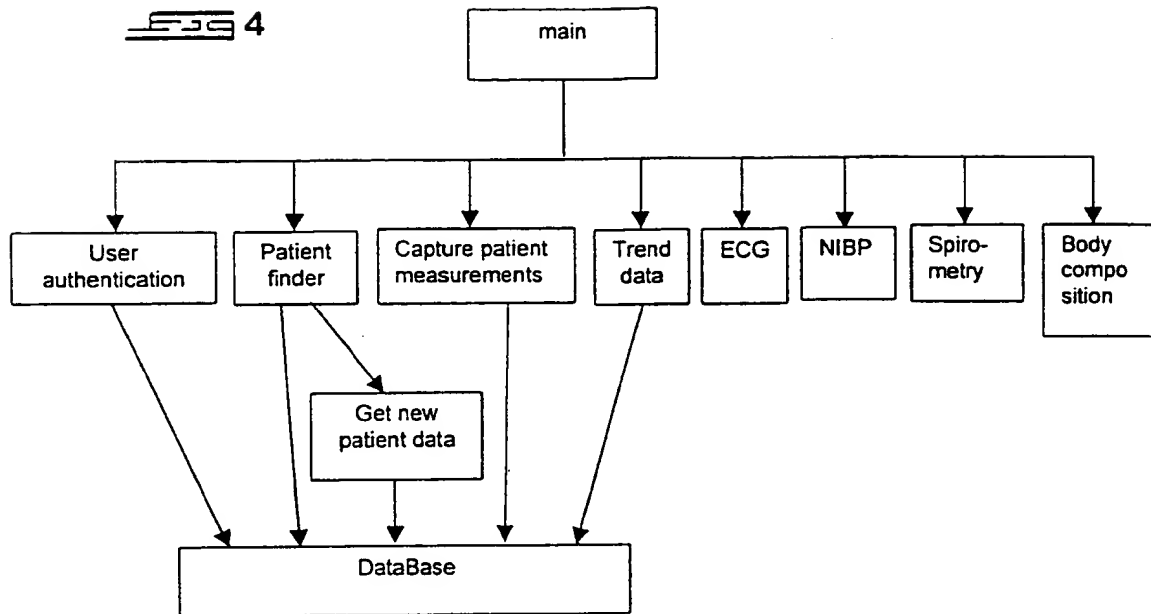 4
main
User
authentication
Patient
finder
Capture patient
measurements
Trend
data
ECG
NIBP
Spiro-
metry
Body
compo
sition
Get new
patient data
DataBase